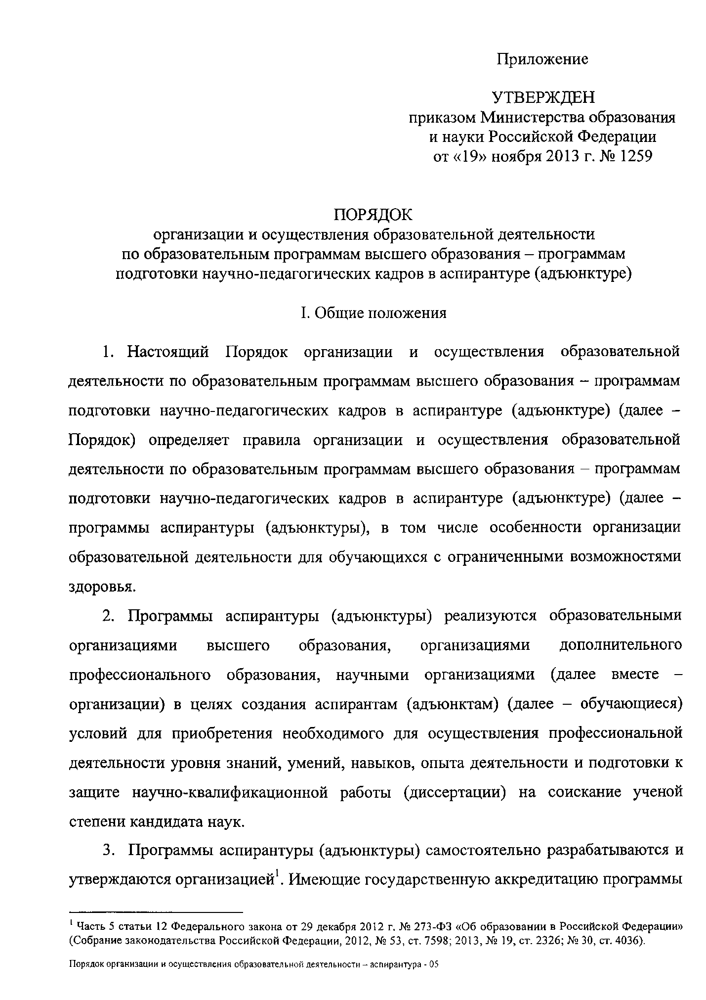 Приложение
УТВЕРЖДЕН
приказом Министерства образования
и науки Российской Федерации
от «19» ноября 2013 г. № 1259
ПОРЯДОК
организации и осуществления образовательной деятельности
по образовательным программам высшего образования – программам
подготовки научно-педагогических кадров в аспирантуре (адъюнктуре)
I. Общие положения
1. Настоящий Порядок организации и осуществления образовательной
деятельности по образовательным программам высшего образования – программам
подготовки научно-педагогических кадров в аспирантуре (адъюнктуре) (далее –
Порядок) определяет правила организации и осуществления образовательной
деятельности по образовательным программам высшего образования – программам
подготовки научно-педагогических кадров в аспирантуре (адъюнктуре) (далее –
программы аспирантуры (адъюнктуры), в том числе особенности организации
образовательной деятельности для обучающихся с ограниченными возможностями
здоровья.
2. Программы аспирантуры (адъюнктуры) реализуются образовательными
организациями высшего образования, организациями дополнительного
профессионального образования, научными организациями (далее вместе –
организации) в целях создания аспирантам (адъюнктам) (далее – обучающиеся)
условий для приобретения необходимого для осуществления профессиональной
деятельности уровня знаний, умений, навыков, опыта деятельности и подготовки к
защите научно-квалификационной работы (диссертации) на соискание ученой
степени кандидата наук.
3. Программы аспирантуры (адъюнктуры) самостоятельно разрабатываются и
утверждаются организацией¹. Имеющие государственную аккредитацию программы
¹ Часть 5 статьи 12 Федерального закона от 29 декабря 2012 г. № 273-ФЗ «Об образовании в Российской Федерации»
(Собрание законодательства Российской Федерации, 2012, № 53, ст. 7598; 2013, № 19, ст. 2326; № 30, ст. 4036).
Порядок организации и осуществления образовательной деятельности – аспирантура - 05